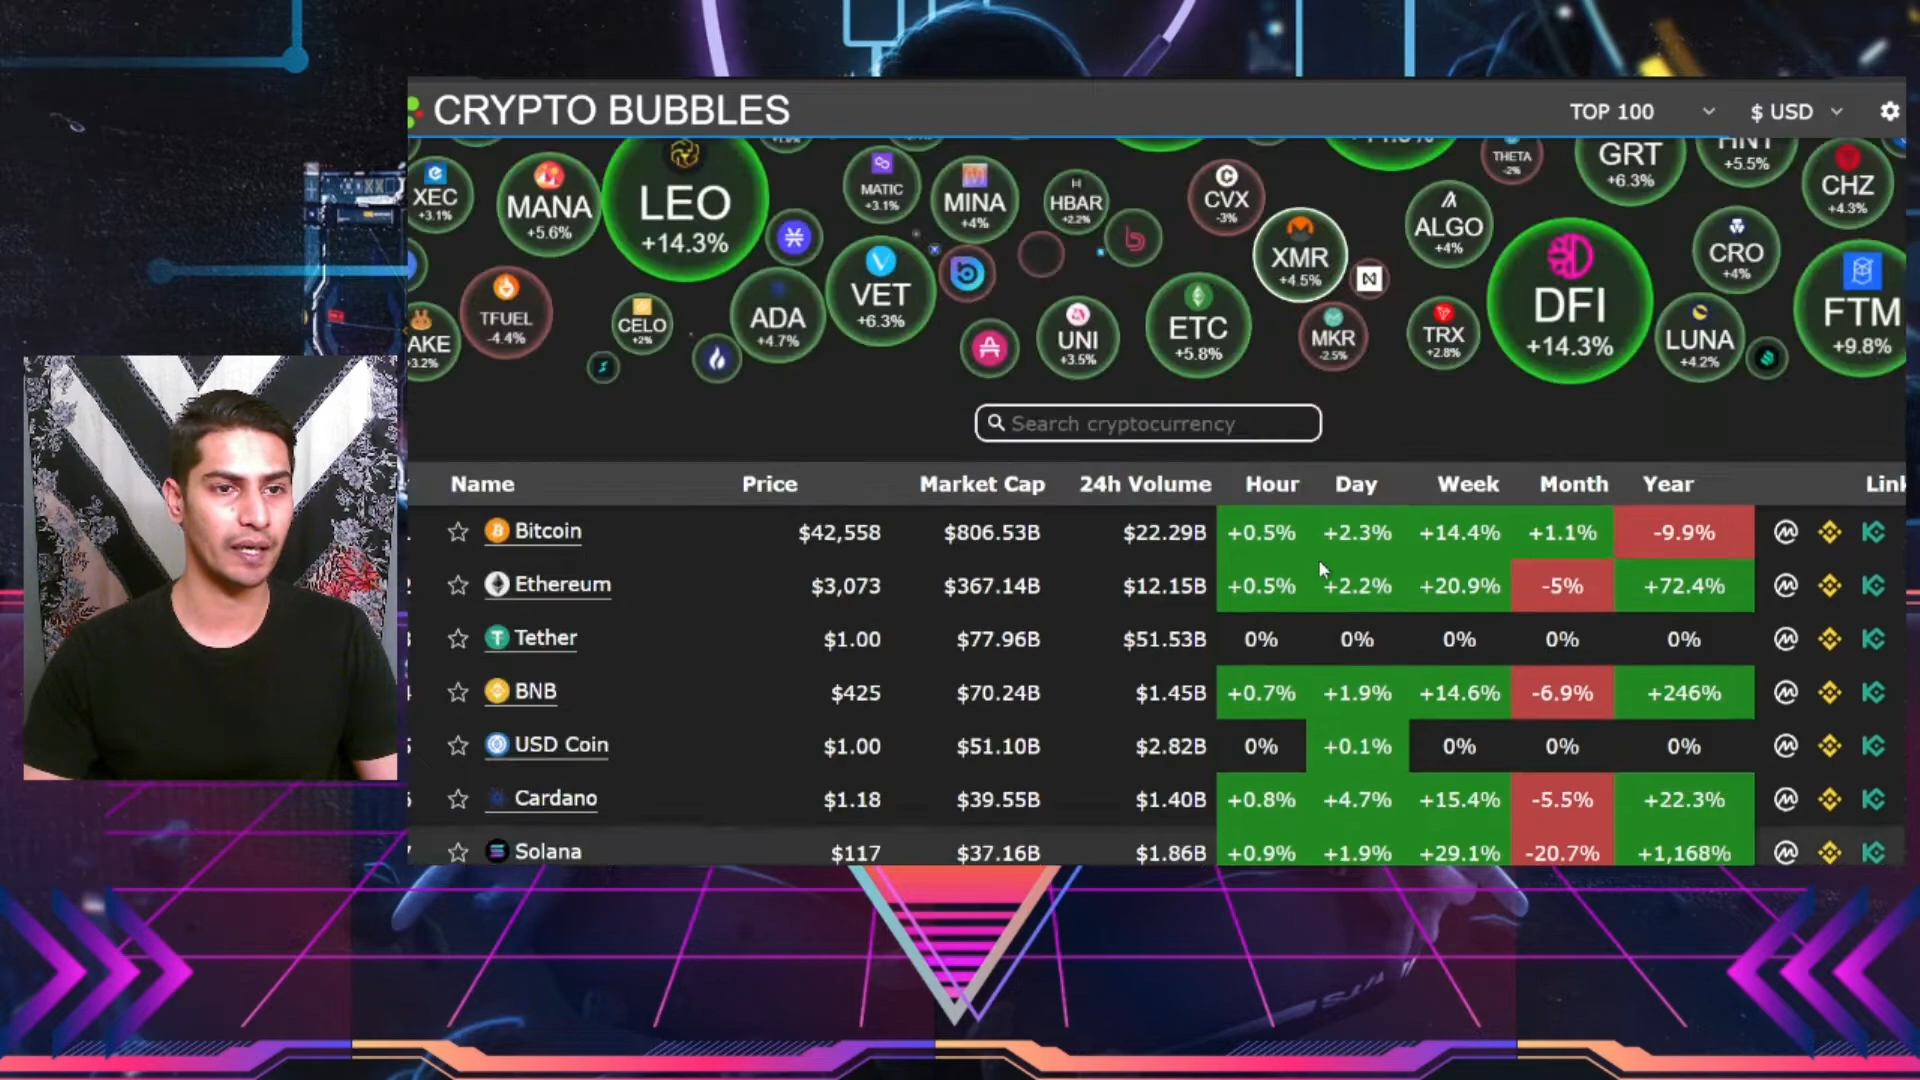 CRYPTO BUBBLES
TOP 100
$ USD
XEC
+3.1%
MANA
+5.6%
LEO
+14.3%
MATIC
+3.1%
MINA
+4%
HBAR
+2.2%
CVX
-3%
XMR
+4.5%
THETA
-2%
ALGO
+4%
GRT
+6.3%
HNT
+5.5%
CHZ
+4.3%
CRO
+4%
AKE
+3.2%
TFUEL
-4.4%
CELO
+2%
ADA
+4.7%
VET
+6.3%
UNI
+3.5%
ETC
+5.8%
MKR
-2.5%
TRX
+2.8%
DFI
+14.3%
LUNA
+4.2%
FTM
+9.8%
Search cryptocurrency
Name Price Market Cap 24h Volume Hour Day Week Month Year Link
Bitcoin $42,558 $806.53B $22.29B +0.5% +2.3% +14.4% +1.1% -9.9%
Ethereum $3,073 $367.14B $12.15B +0.5% +2.2% +20.9% -5% +72.4%
Tether $1.00 $77.96B $51.53B 0% 0% 0% 0% 0%
BNB $425 $70.24B $1.45B +0.7% +1.9% +14.6% -6.9% +246%
USD Coin $1.00 $51.10B $2.82B 0% +0.1% 0% 0% 0%
Cardano $1.18 $39.55B $1.40B +0.8% +4.7% +15.4% -5.5% +22.3%
Solana $117 $37.16B $1.86B +0.9% +1.9% +29.1% -20.7% +1,168%